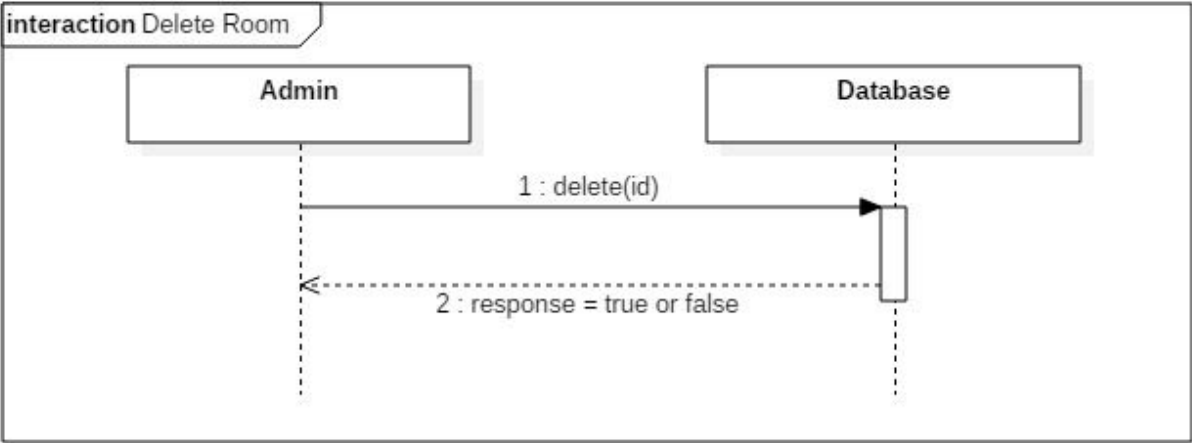 interaction Delete Room
Admin
Database
1 : delete(id)
2 : response = true or false